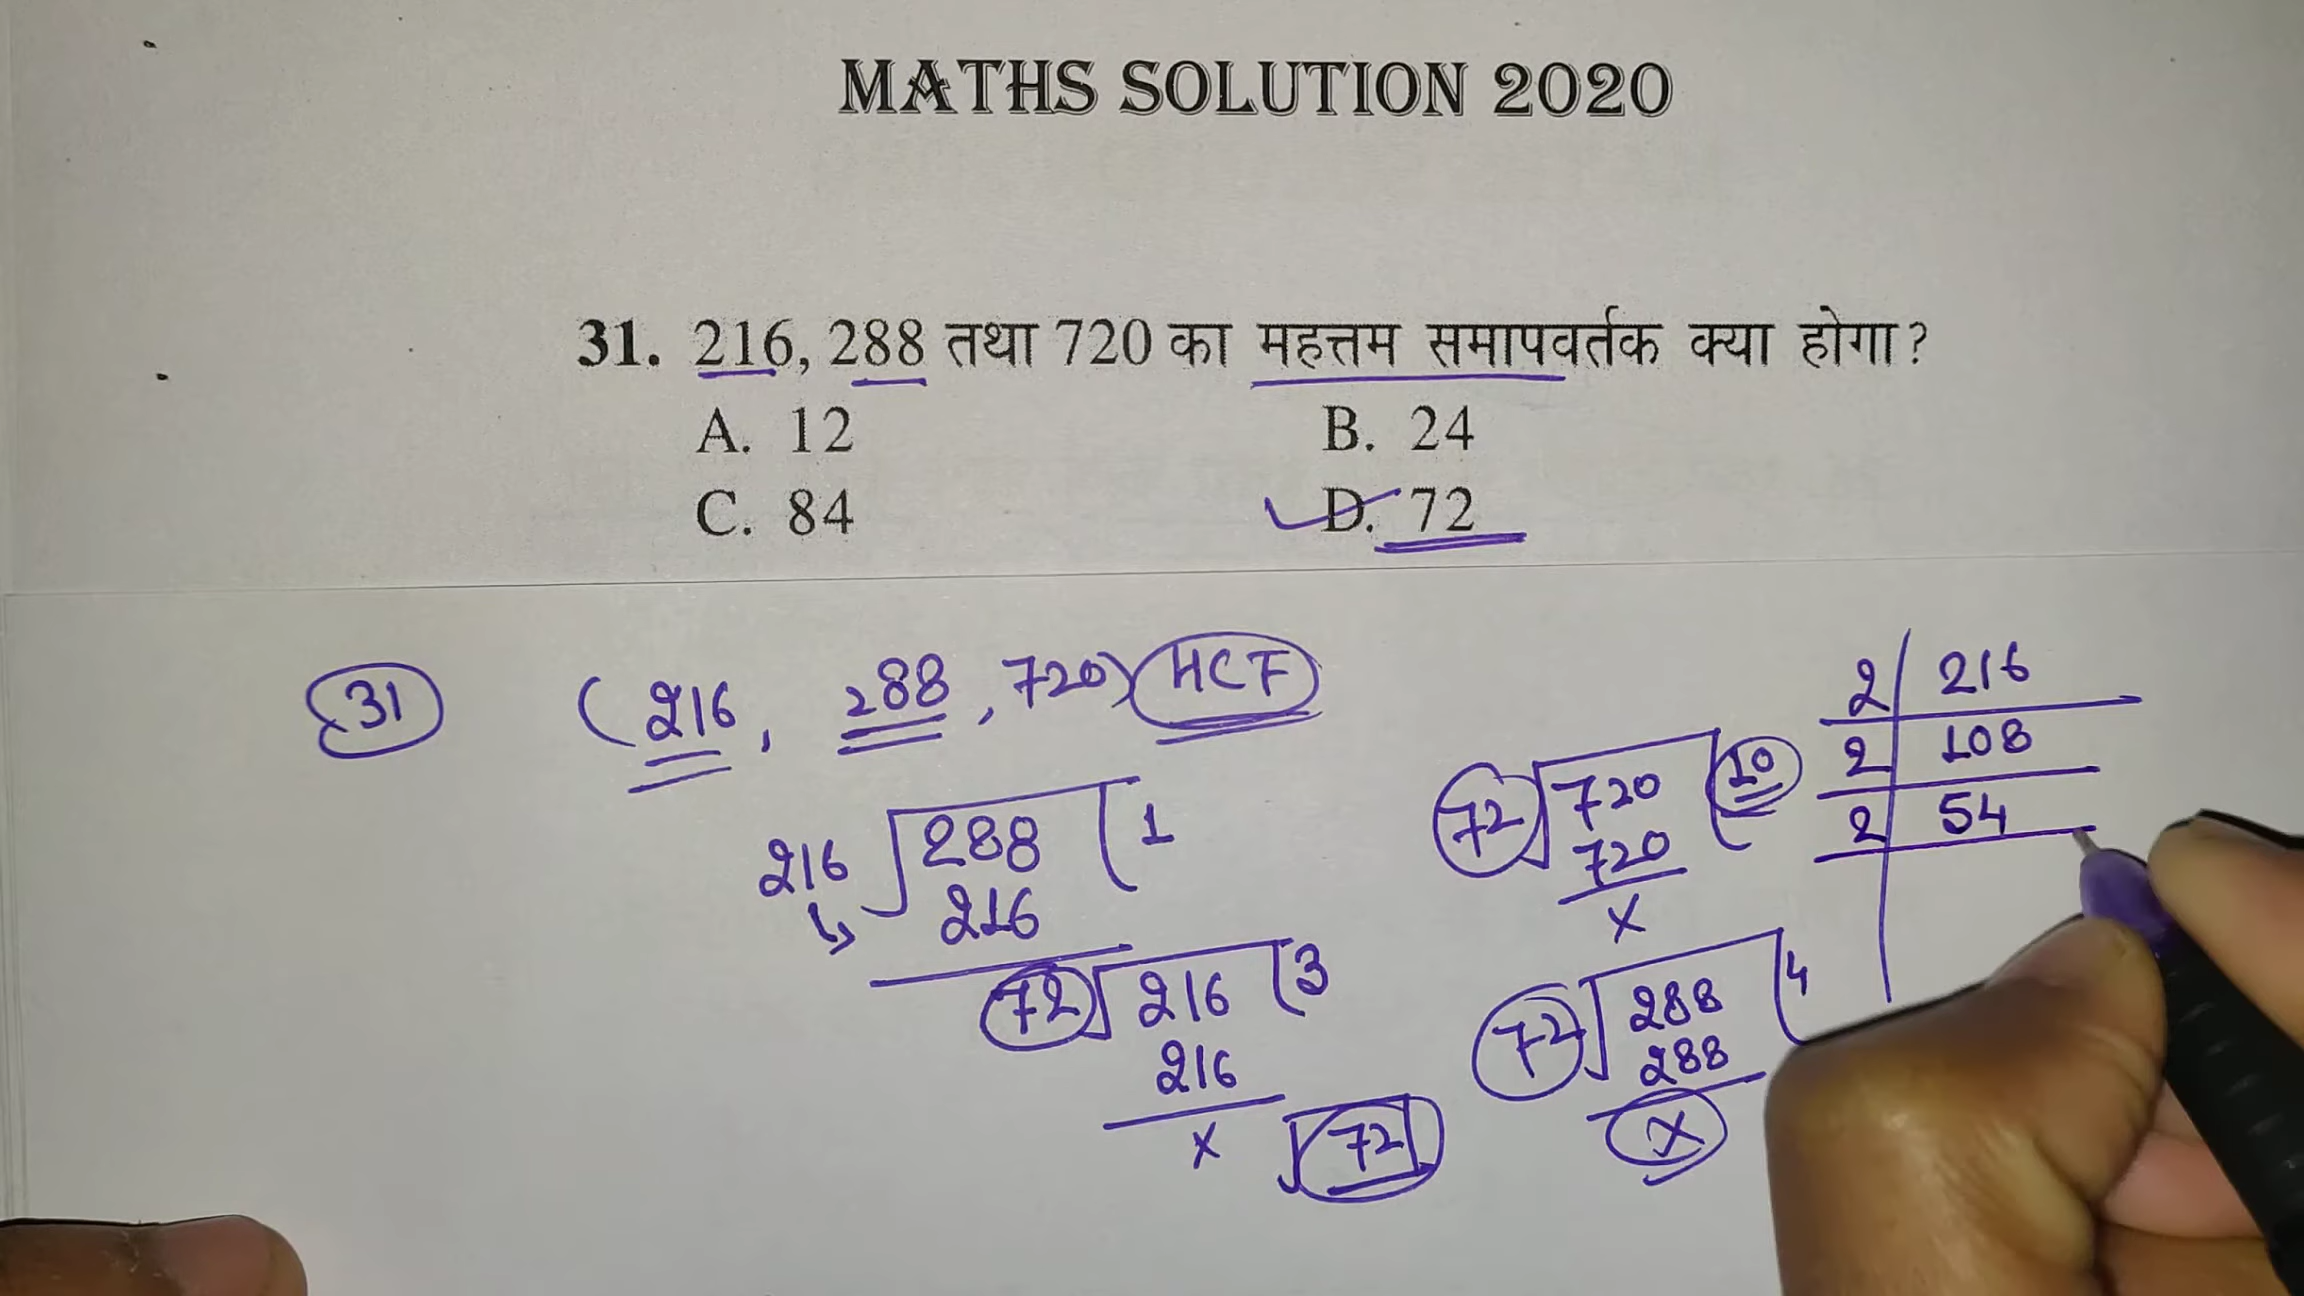 MATHS SOLUTION 2020
31. 216, 288 तथा 720 का महत्तम समापवर्तक क्या होगा?
A. 12
B. 24
C. 84
D. 72
31
(216, 288, 720) HCF
216 288 1
216
72 216 3
216
x
72
72 720 10
720
x
72 288 4
288
x
2 216
2 108
2 54